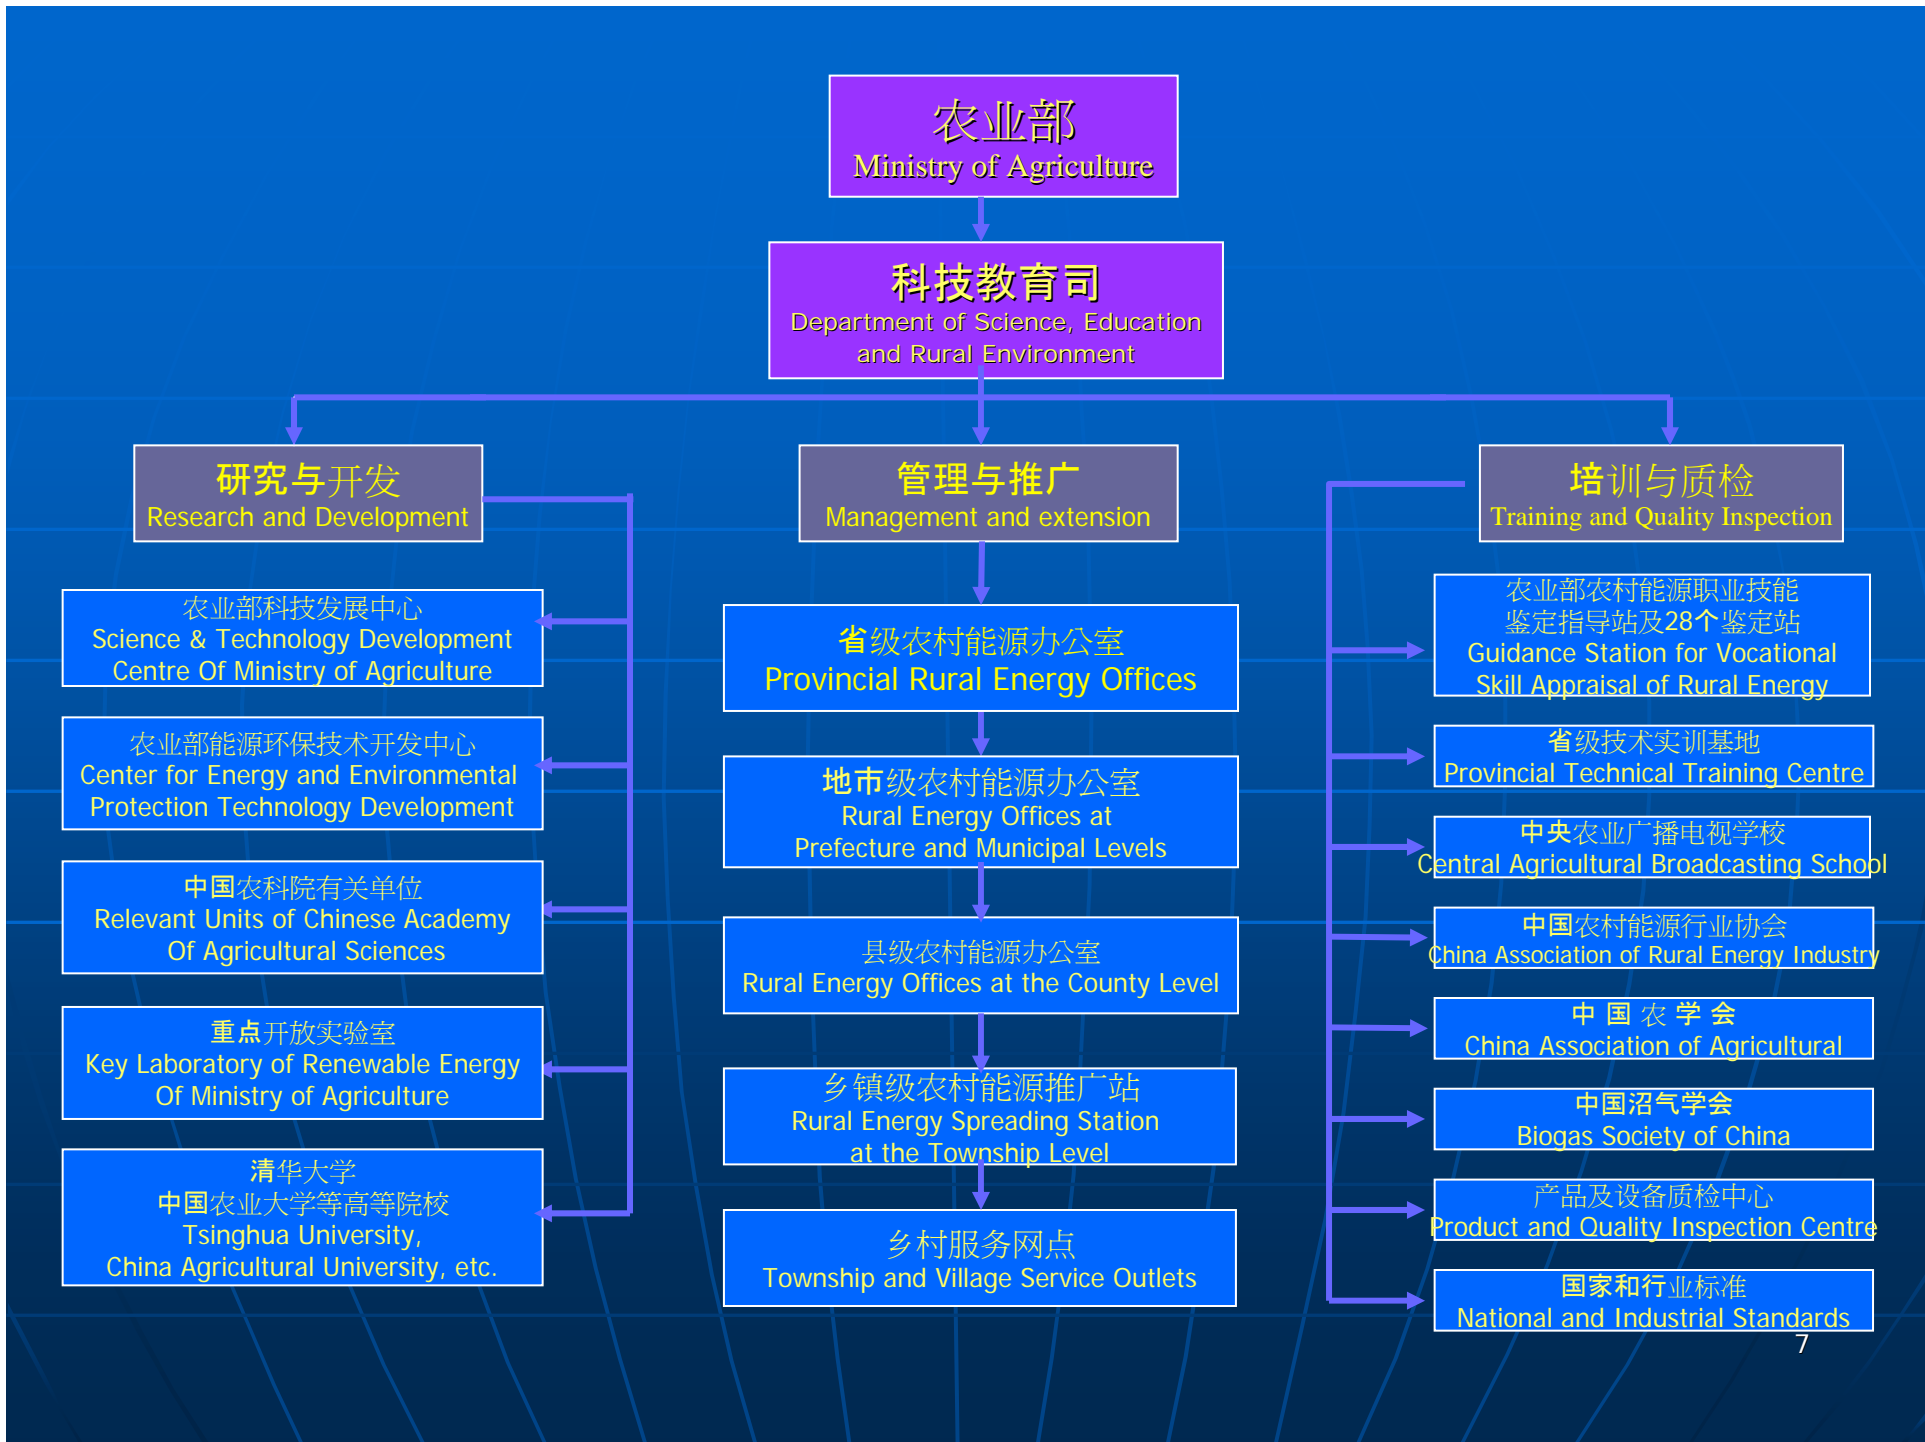 农业部
Ministry of Agriculture
科技教育司
Department of Science, Education
and Rural Environment
研究与开发
Research and Development
农业部科技发展中心
Science & Technology Development
Centre Of Ministry of Agriculture
农业部能源环保技术开发中心
Center for Energy and Environmental
Protection Technology Development
中国农科院有关单位
Relevant Units of Chinese Academy
Of Agricultural Sciences
重点开放实验室
Key Laboratory of Renewable Energy
Of Ministry of Agriculture
清华大学
中国农业大学等高等院校
Tsinghua University,
China Agricultural University, etc.
管理与推广
Management and extension
省级农村能源办公室
Provincial Rural Energy Offices
地市级农村能源办公室
Rural Energy Offices at
Prefecture and Municipal Levels
县级农村能源办公室
Rural Energy Offices at the County Level
乡镇级农村能源推广站
Rural Energy Spreading Station
at the Township Level
乡村服务网点
Township and Village Service Outlets
培训与质检
Training and Quality Inspection
农业部农村能源职业技能
鉴定指导站及28个鉴定站
Guidance Station for Vocational
Skill Appraisal of Rural Energy
省级技术实训基地
Provincial Technical Training Centre
中央农业广播电视学校
Central Agricultural Broadcasting School
中国农村能源行业协会
China Association of Rural Energy Industry
中 国 农 学 会
China Association of Agricultural
中国沼气学会
Biogas Society of China
产品及设备质检中心
Product and Quality Inspection Centre
国家和行业标准
National and Industrial Standards
7